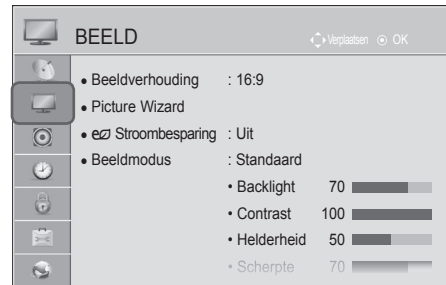 BEELD
Verplaatsen OK
• Beeldverhouding : 16:9
• Picture Wizard
• Stroombesparing : Uit
• Beeldmodus : Standaard
• Backlight 70
• Contrast 100
• Helderheid 50
• Scherpte 70